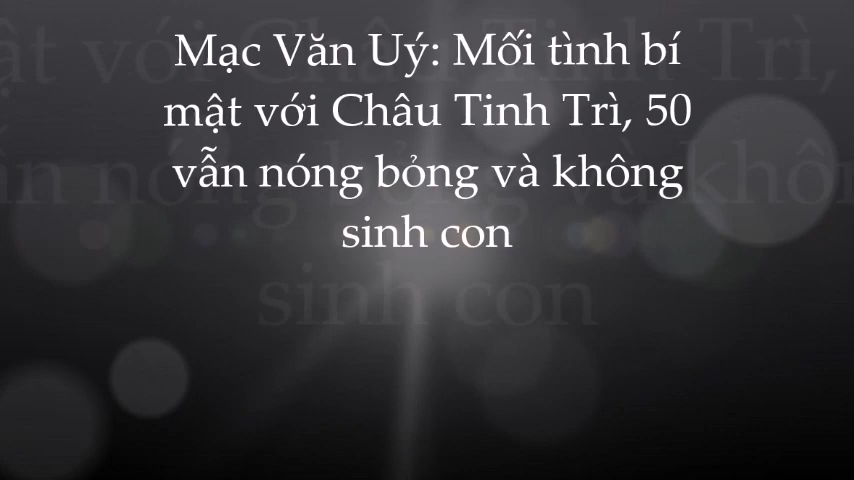 Mạc Văn Uý: Mối tình bí
mật với Châu Tinh Trì, 50
vẫn nóng bỏng và không
sinh con